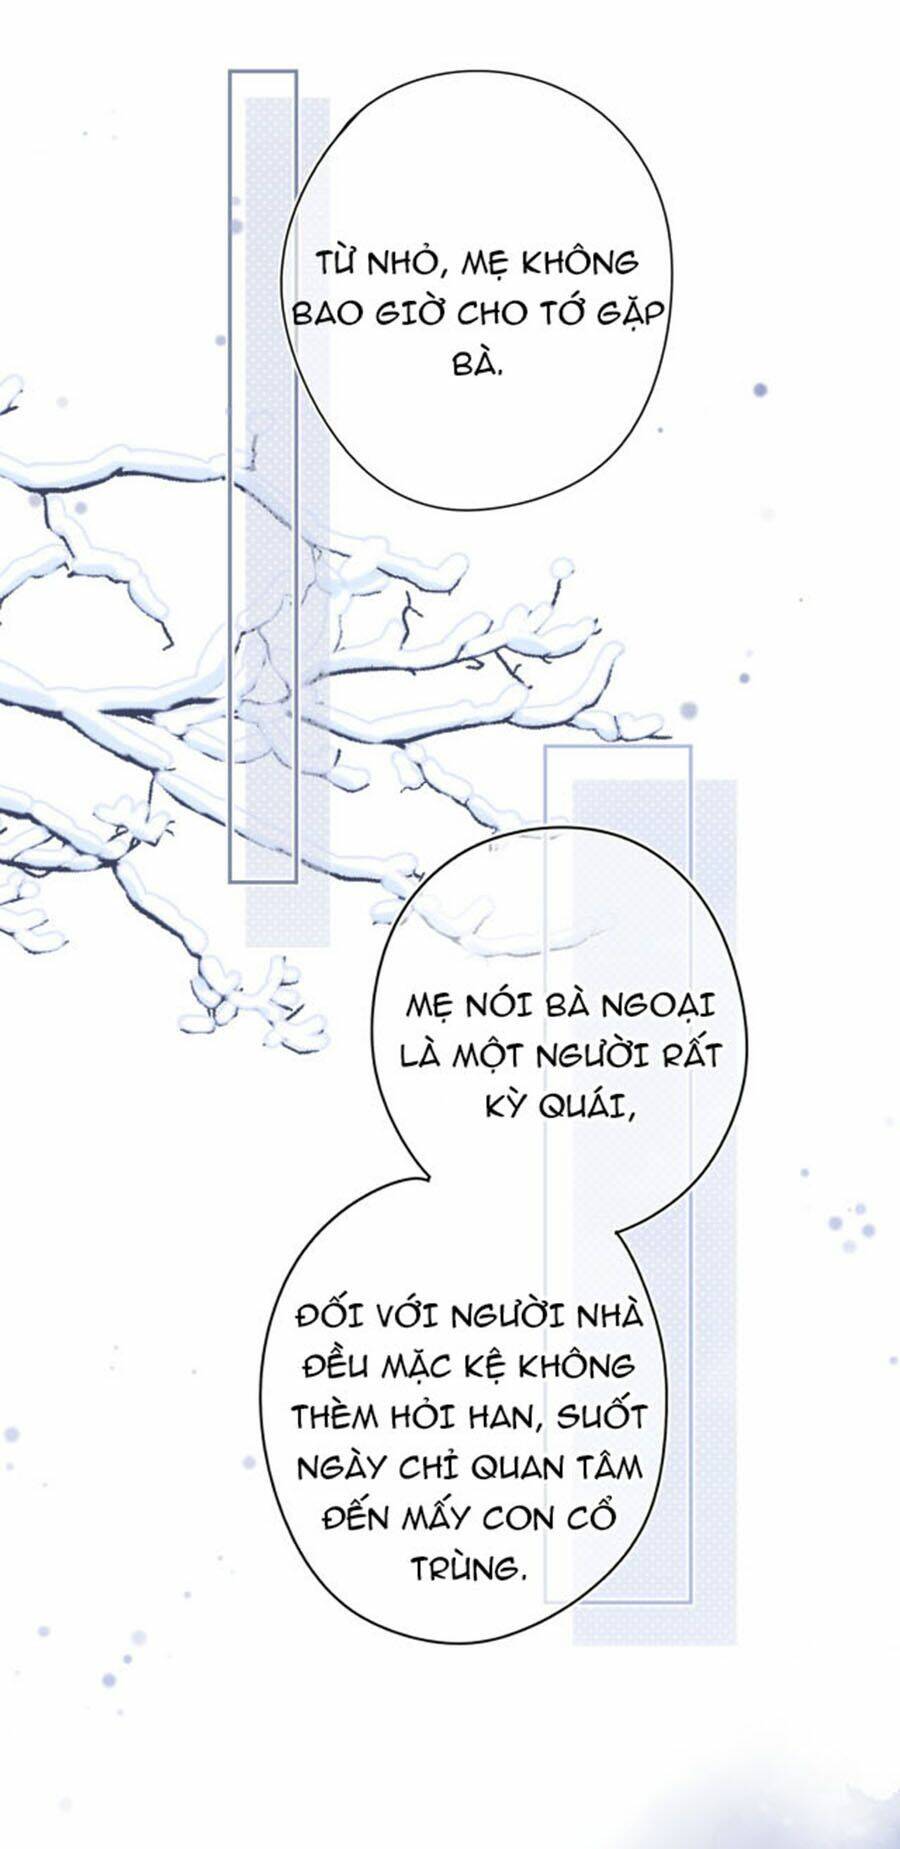 TỪ NHỎ, MẸ KHÔNG
BAO GIỜ CHO TỚ GẶP
BÀ.
MẸ NÓI BÀ NGOẠI
LÀ MỘT NGƯỜI RẤT
KỲ QUÁI,
ĐỐI VỚI NGƯỜI NHÀ
ĐỀU MẶC KỆ KHÔNG
THÈM HỎI HAN, SUỐT
NGÀY CHỈ QUAN TÂM
ĐẾN MẤY CON CỔ
TRÙNG.